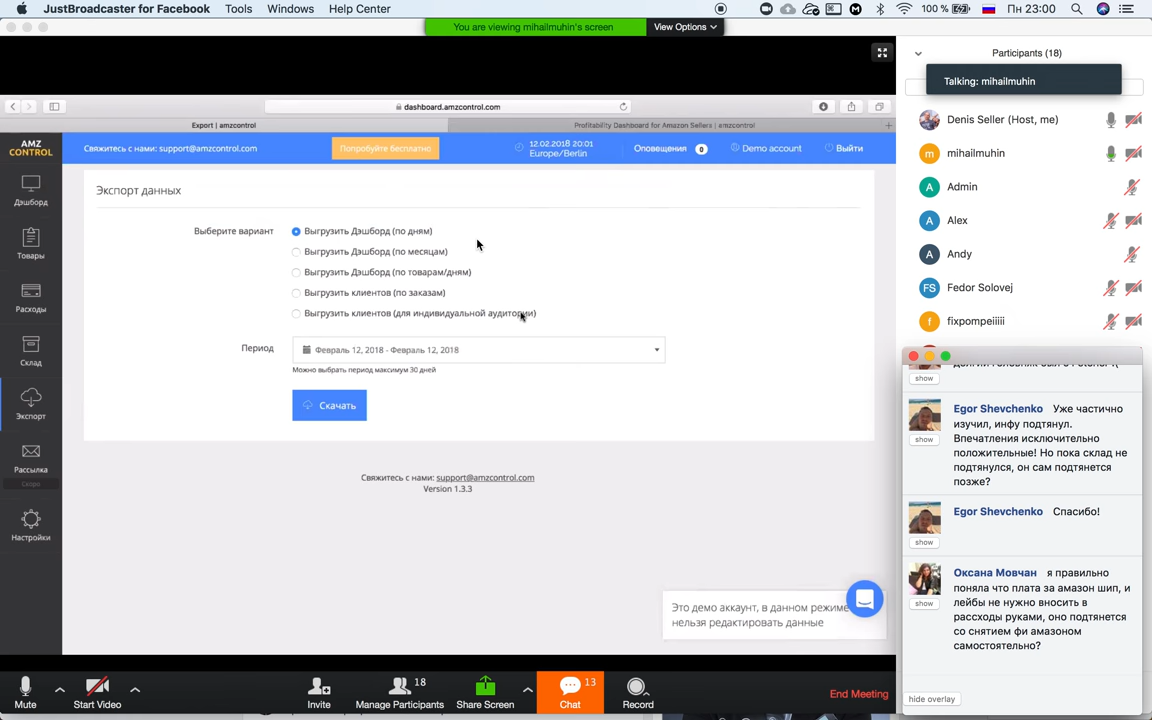 JustBroadcaster for Facebook Tools Windows Help Center
100 % Пн 23:00
You are viewing mihailmuhin's screen View Options
Participants (18)
Talking: mihailmuhin
dashboard.amzcontrol.com
Export | amzcontrol
Profitability Dashboard for Amazon Sellers | amzcontrol
AMZ
CONTROL
Свяжитесь с нами: support@amzcontrol.com
Попробуйте бесплатно
12.02.2018 20:01
Europe/Berlin
Оповещения 0
Demo account
Выйти
Дэшборд
Товары
Расходы
Склад
Экспорт
Рассылка
Скоро
Настройки
Экспорт данных
Выберите вариант
Выгрузить Дэшборд (по дням)
Выгрузить Дэшборд (по месяцам)
Выгрузить Дэшборд (по товарам/дням)
Выгрузить клиентов (по заказам)
Выгрузить клиентов (для индивидуальной аудитории)
Период
Февраль 12, 2018 - Февраль 12, 2018
Можно выбрать период максимум 30 дней
Скачать
Свяжитесь с нами: support@amzcontrol.com
Version 1.3.3
Это демо аккаунт, в данном режиме
нельзя редактировать данные
Denis Seller (Host, me)
m mihailmuhin
A Admin
A Alex
A Andy
FS Fedor Solovej
f fixpompeiiiii
show
Egor Shevchenko Уже частично
изучил, инфу подтянул.
Впечатления исключительно
положительные! Но пока склад не
подтянулся, он сам подтянется
позже?
show
Egor Shevchenko Спасибо!
show
Оксана Мовчан я правильно
поняла что плата за амазон шип, и
лейбы не нужно вносить в
рассходы руками, оно подтянется
со снятием фи амазоном
самостоятельно?
show
hide overlay
Mute
Start Video
Invite
18
Manage Participants
Share Screen
13
Chat
Record
End Meeting